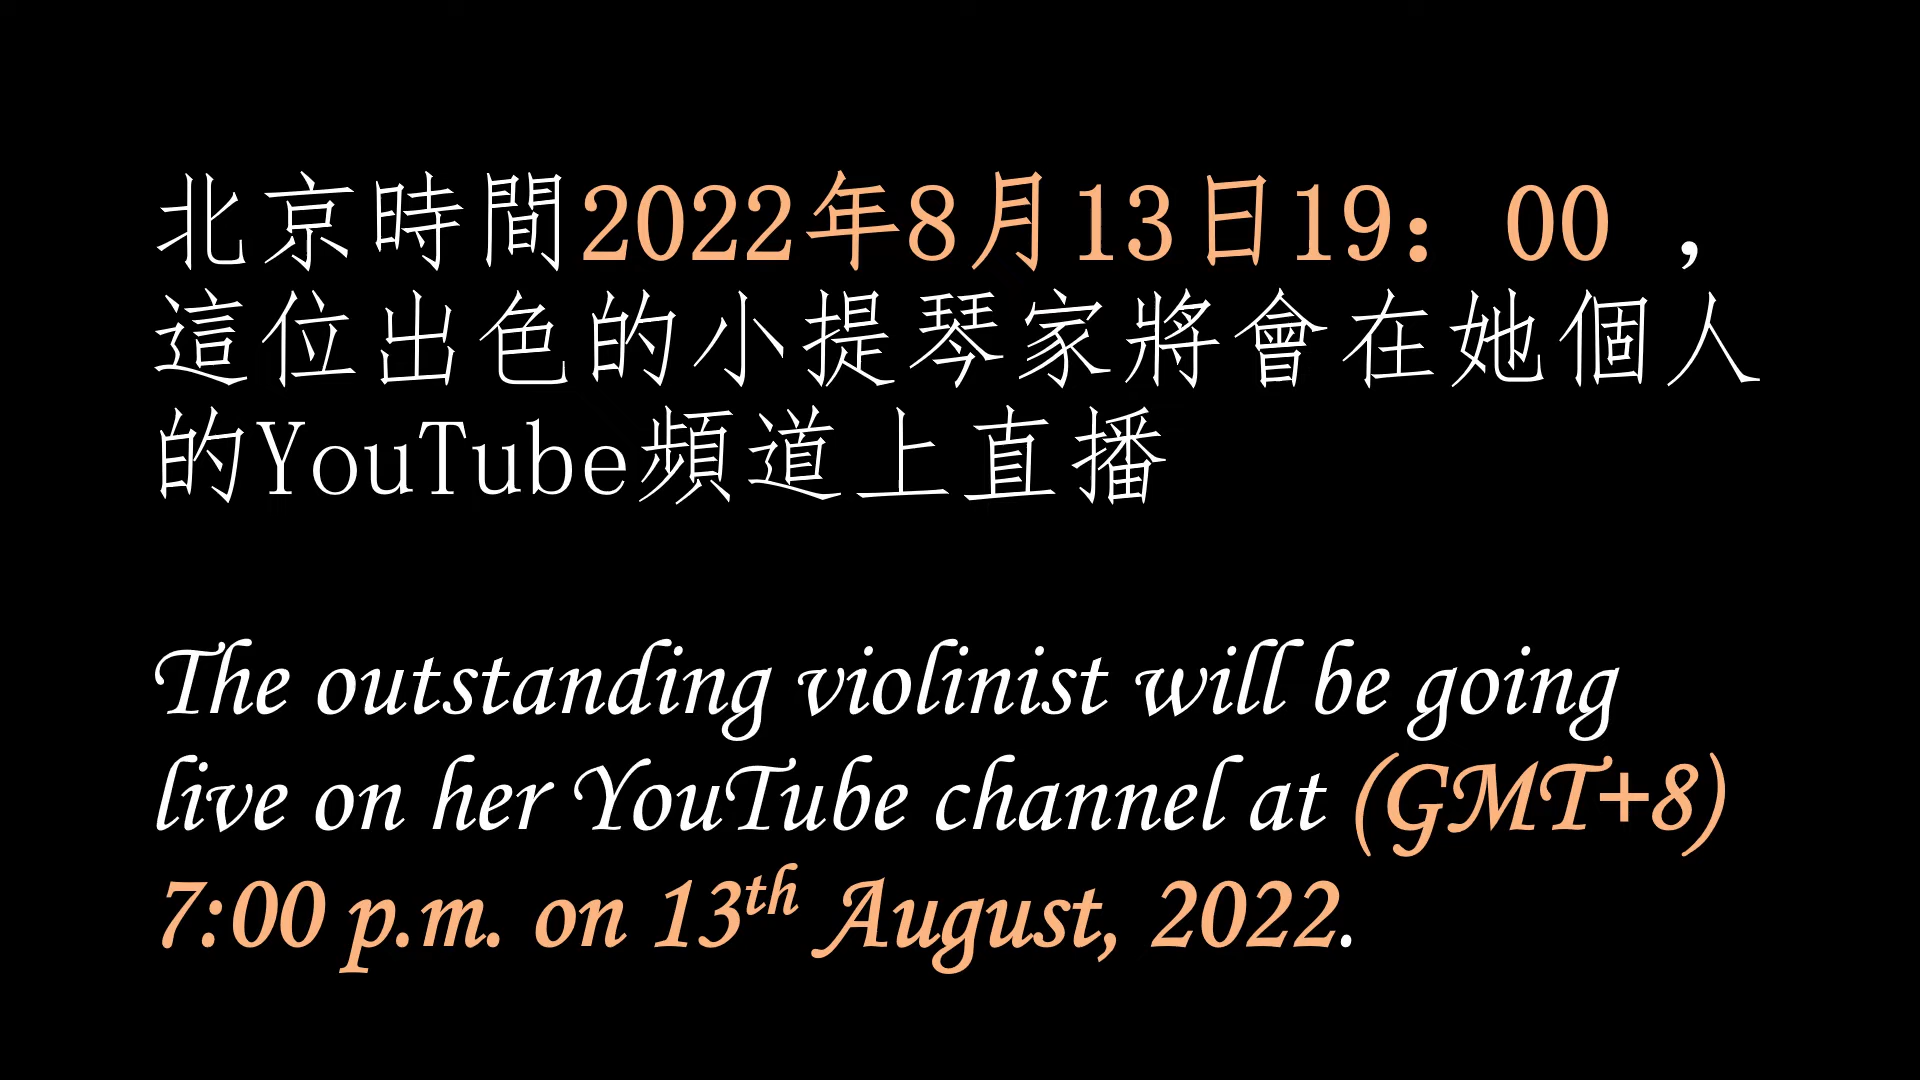 北京時間2022年8月13日19：00 ，
這位出色的小提琴家將會在她個人
的YouTube頻道上直播
The outstanding violinist will be going
live on her YouTube channel at (GMT+8)
7:00 p.m. on 13th August, 2022.